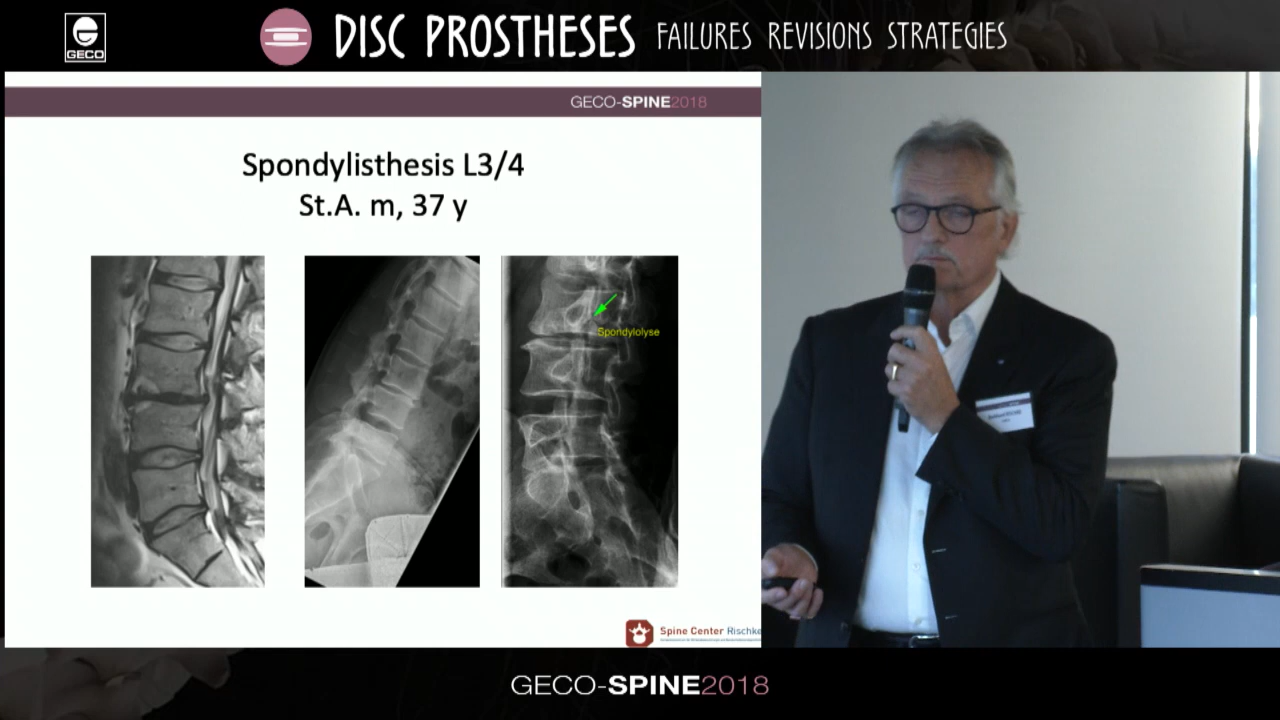 GECO
DISC PROSTHESES FAILURES REVISIONS STRATEGIES
GECO-SPINE2018
Spondylisthesis L3/4
St.A. m, 37 y
Spondylolyse
Spine Center Rischke
GECO-SPINE2018